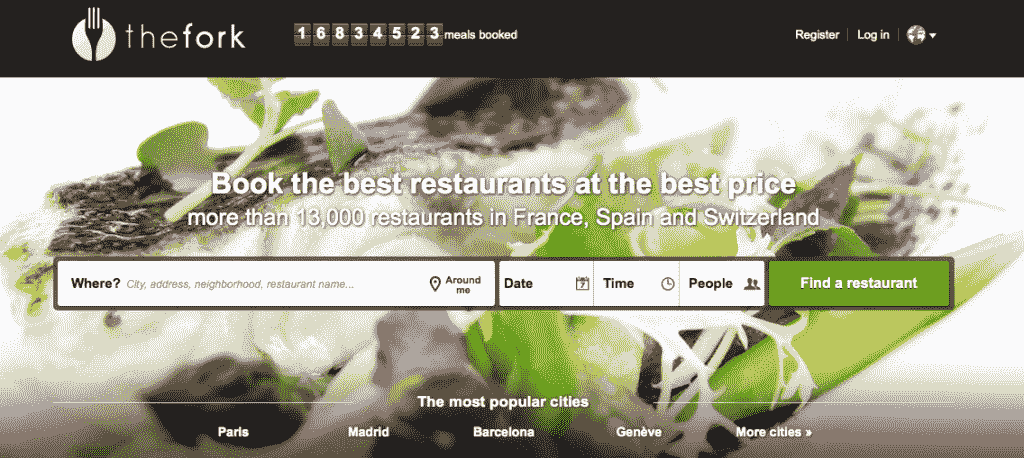 thefork
16834523 meals booked
Register Log in
Book the best restaurants at the best price
more than 13,000 restaurants in France, Spain and Switzerland
Where? City, address, neighborhood, restaurant name... Around me Date 7 Time People Find a restaurant
The most popular cities
Paris Madrid Barcelona Genève More cities »